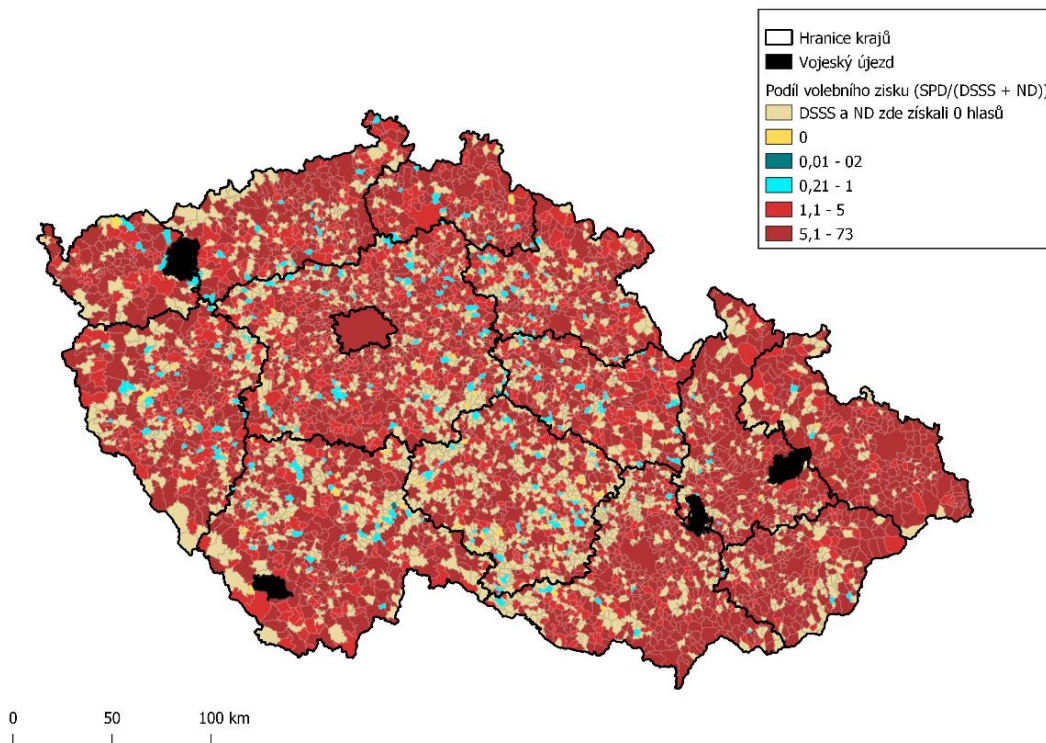 Hranice krajů
Vojeský újezd
Podíl volebního zisku (SPD/(DSSS + ND))
DSSS a ND zde získali 0 hlasů
0
0,01 - 02
0,21 - 1
1,1 - 5
5,1 - 73
0 50 100 km